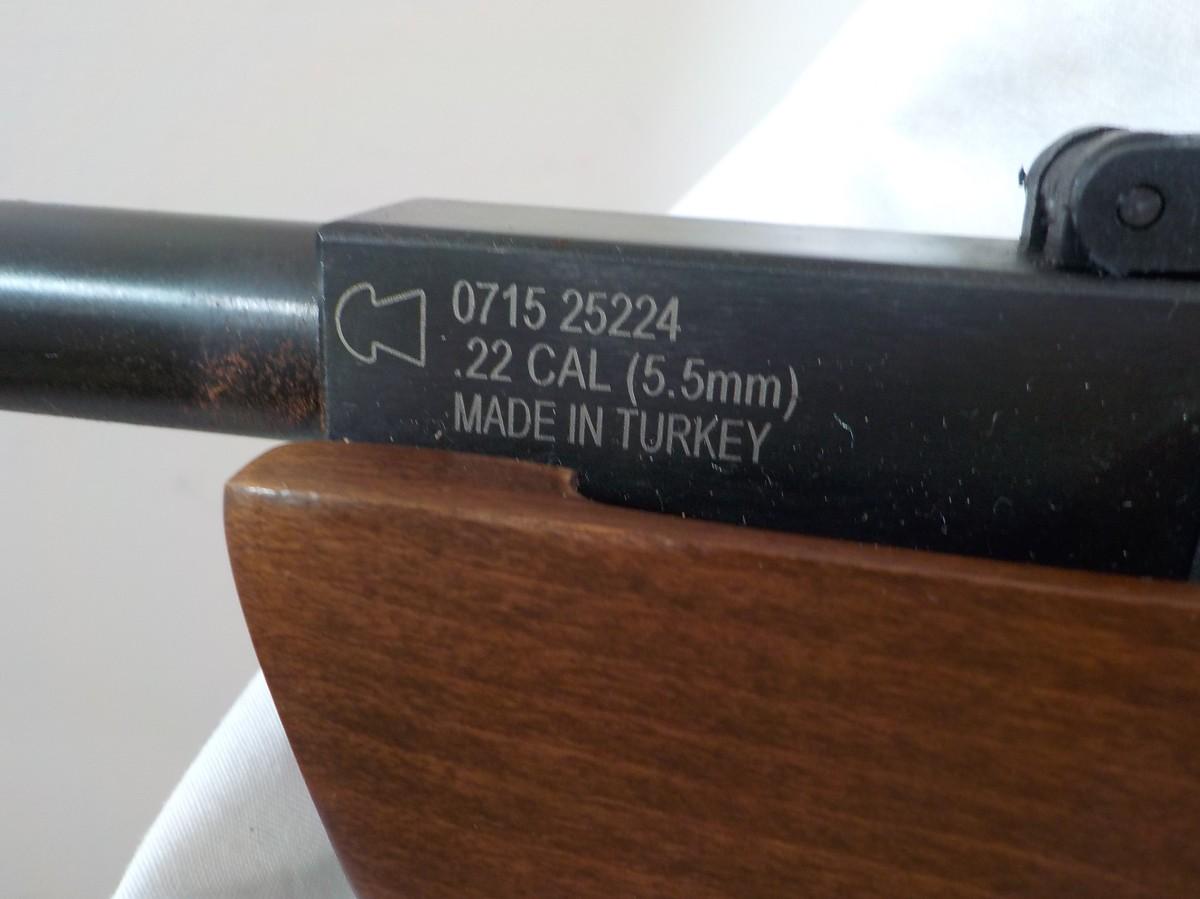 0715 25224
.22 CAL (5.5mm)
MADE IN TURKEY